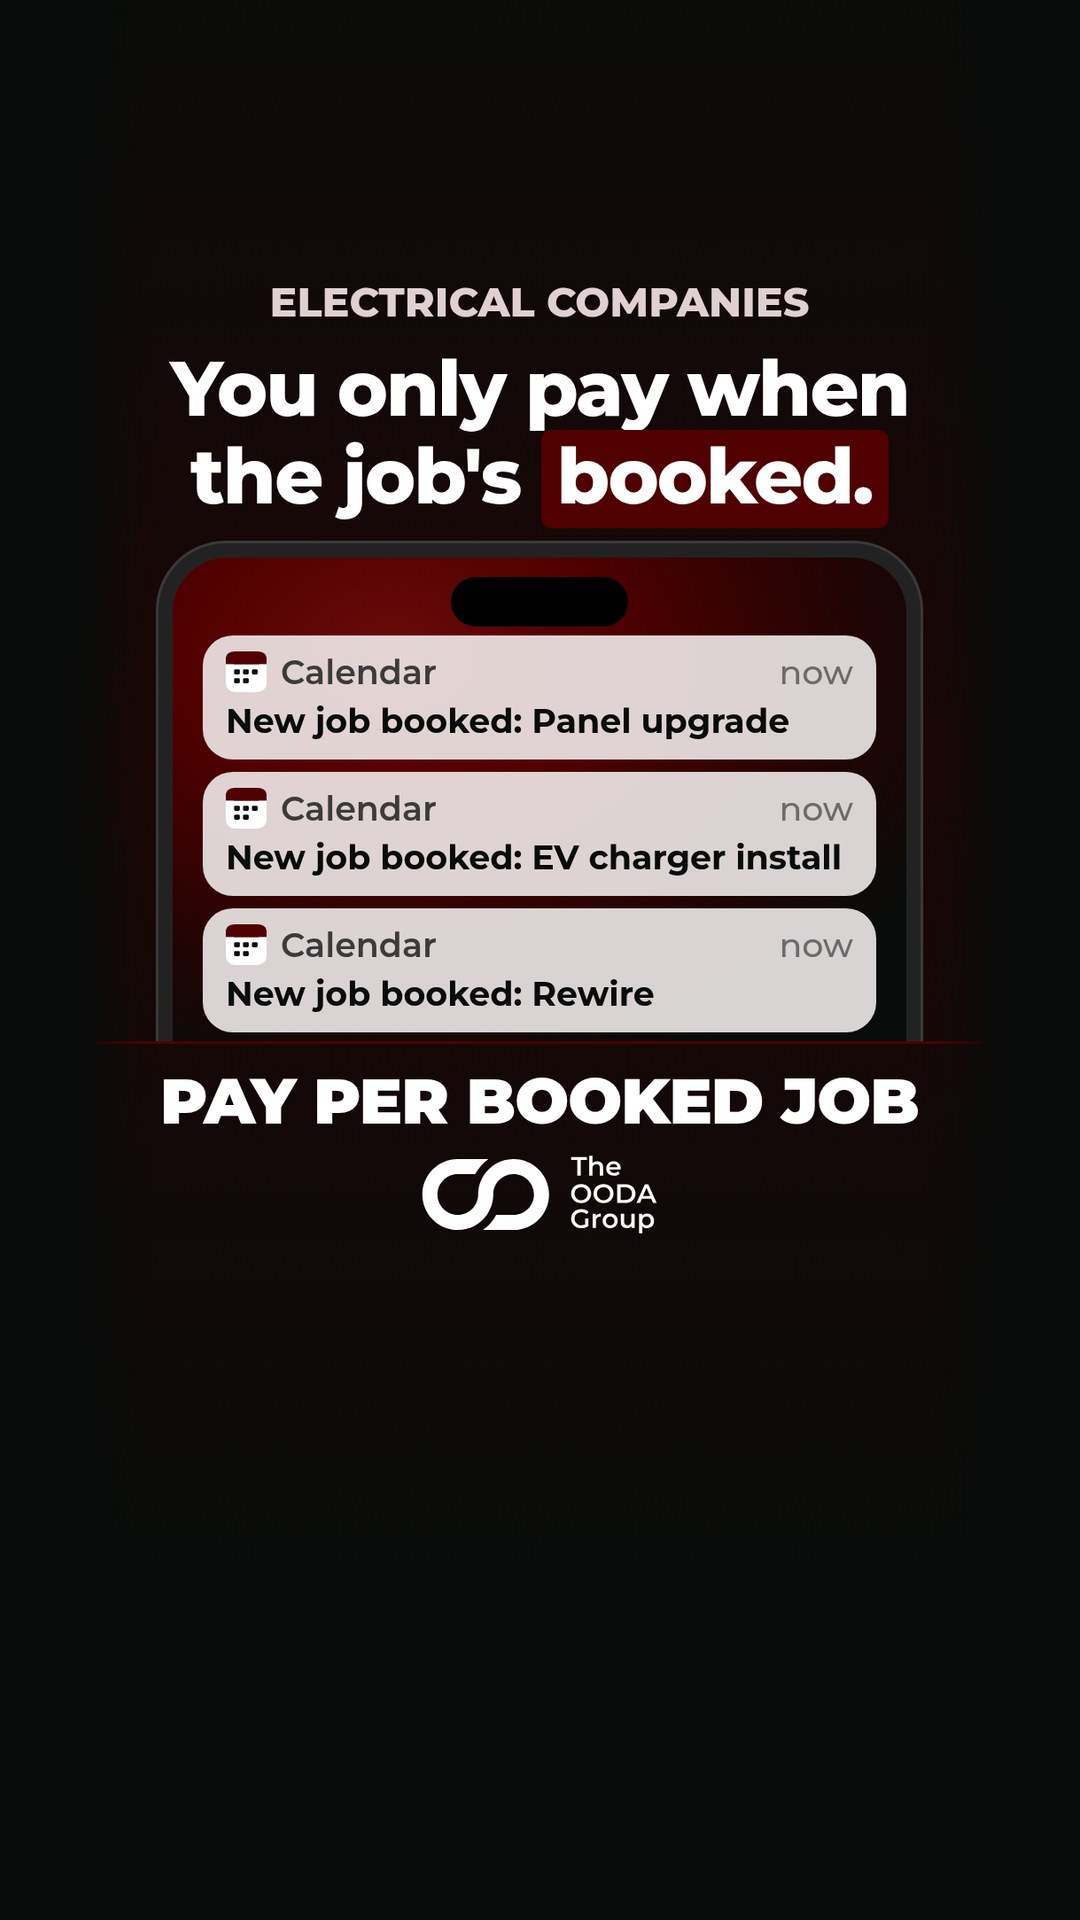 ELECTRICAL COMPANIES
You only pay when
the job's booked.
Calendar now
New job booked: Panel upgrade
Calendar now
New job booked: EV charger install
Calendar now
New job booked: Rewire
PAY PER BOOKED JOB
The
OODA
Group